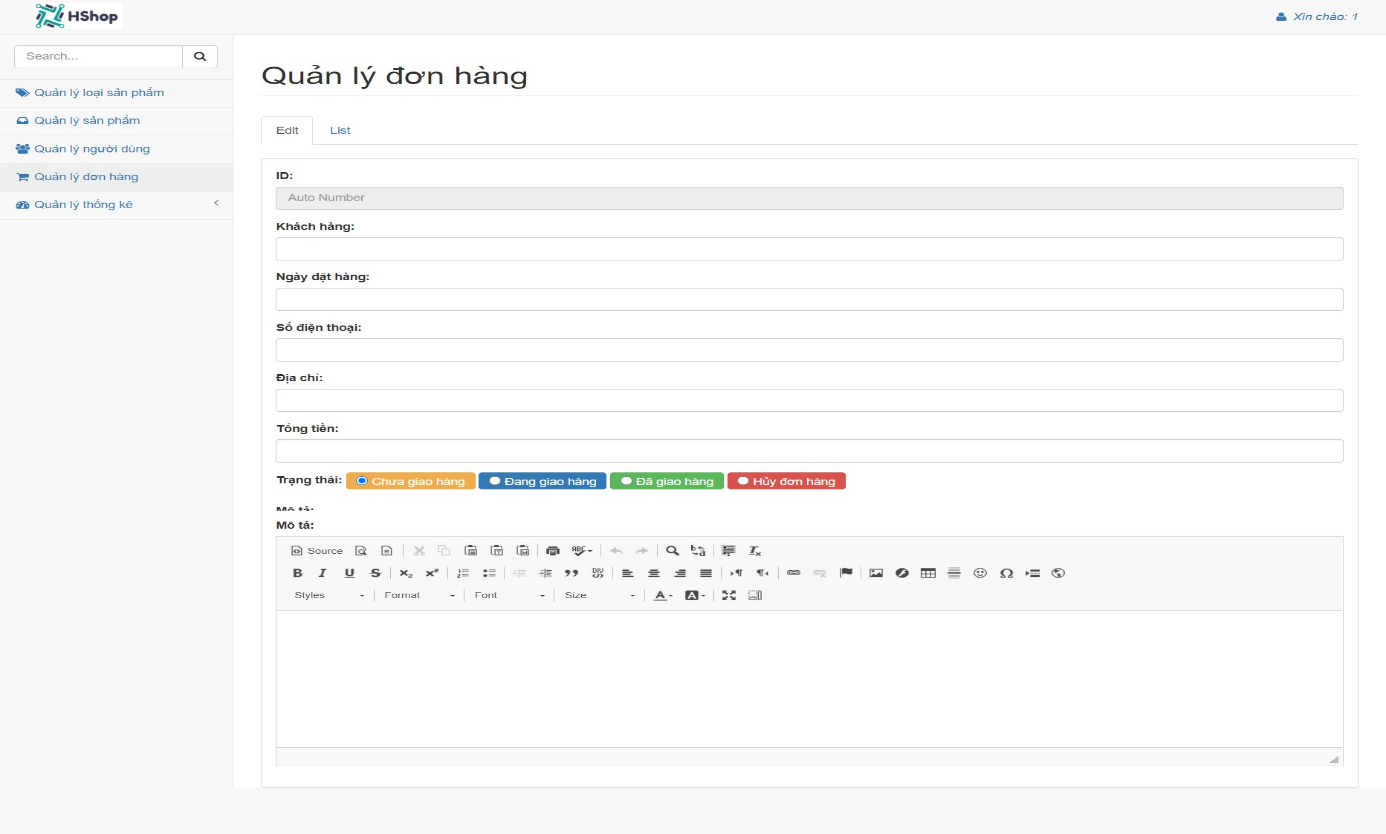 HShop
Xin chào: 1
Search...
Quản lý loại sản phẩm
Quản lý sản phẩm
Quản lý người dùng
Quản lý đơn hàng
Quản lý thống kê
Quản lý đơn hàng
Edit List
ID:
Auto Number
Khách hàng:
Ngày đặt hàng:
Số điện thoại:
Địa chỉ:
Tổng tiền:
Trạng thái: Chưa giao hàng Đang giao hàng Đã giao hàng Hủy đơn hàng
Mô tả:
Mô tả:
Source
Styles Format Font Size